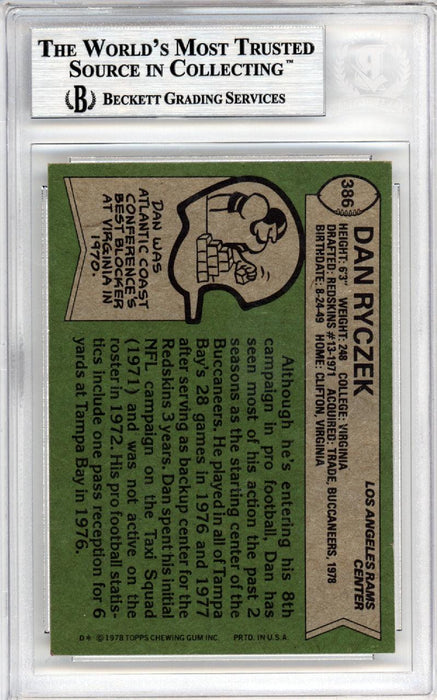 THE WORLD'S MOST TRUSTED
SOURCE IN COLLECTING™
B BECKETT GRADING SERVICES
386
DAN RYCZEK
LOS ANGELES RAMS
CENTER
HEIGHT: 6'3" WEIGHT: 248 COLLEGE: VIRGINIA
DRAFTED: REDSKINS #13-1971 ACQUIRED: TRADE, BUCCANEERS, 1978
BIRTHDATE: 8-24-49 HOME: CLIFTON, VIRGINIA
DAN WAS
ATLANTIC COAST
CONFERENCE'S
BEST BLOCKER
AT VIRGINIA IN
1970.
Although he's entering his 8th
campaign in pro football, Dan has
seen most of his action the past 2
seasons as the starting center of the
Buccaneers. He played in all of Tampa
Bay's 28 games in 1976 and 1977
after serving as backup center for the
Redskins 3 years. Dan spent his initial
NFL campaign on the Taxi Squad
(1971) and was not active on the
roster in 1972. His pro football statis-
tics include one pass reception for 6
yards at Tampa Bay in 1976.
D* © 1978 TOPPS CHEWING GUM INC. PRTD. IN U.S.A.